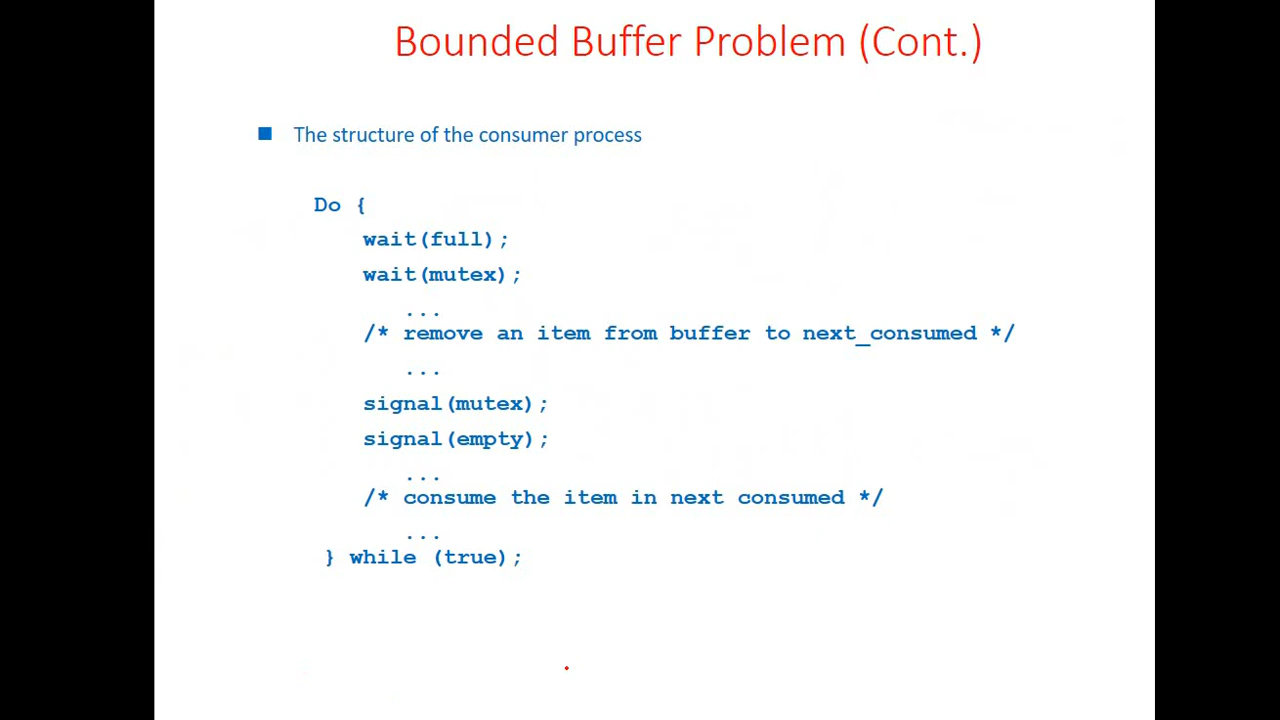 Bounded Buffer Problem (Cont.)
The structure of the consumer process
Do {
wait(full);
wait(mutex);
...
/* remove an item from buffer to next_consumed */
...
signal(mutex);
signal(empty);
...
/* consume the item in next consumed */
...
} while (true);